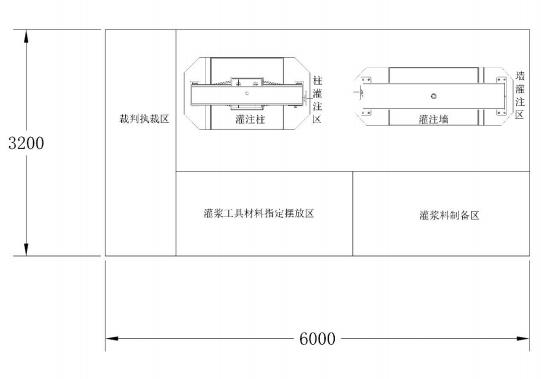 柱灌注区
墙灌注区
裁判执裁区
灌注柱
灌注墙
3200
灌浆工具材料指定摆放区
灌浆料制备区
6000